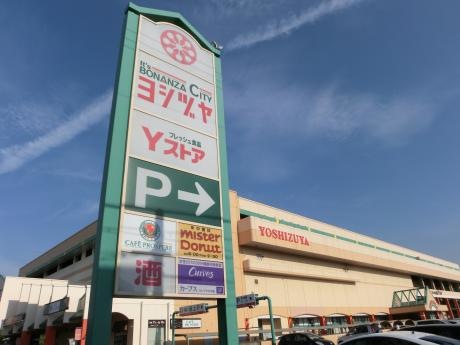 It's
BONANZA CITY
ヨシヅヤ
フレッシュ食品
Yストア
P→
CAFÉ PROSPERE
mister
Donut
酒
Curves
カーブス
YOSHIZUYA